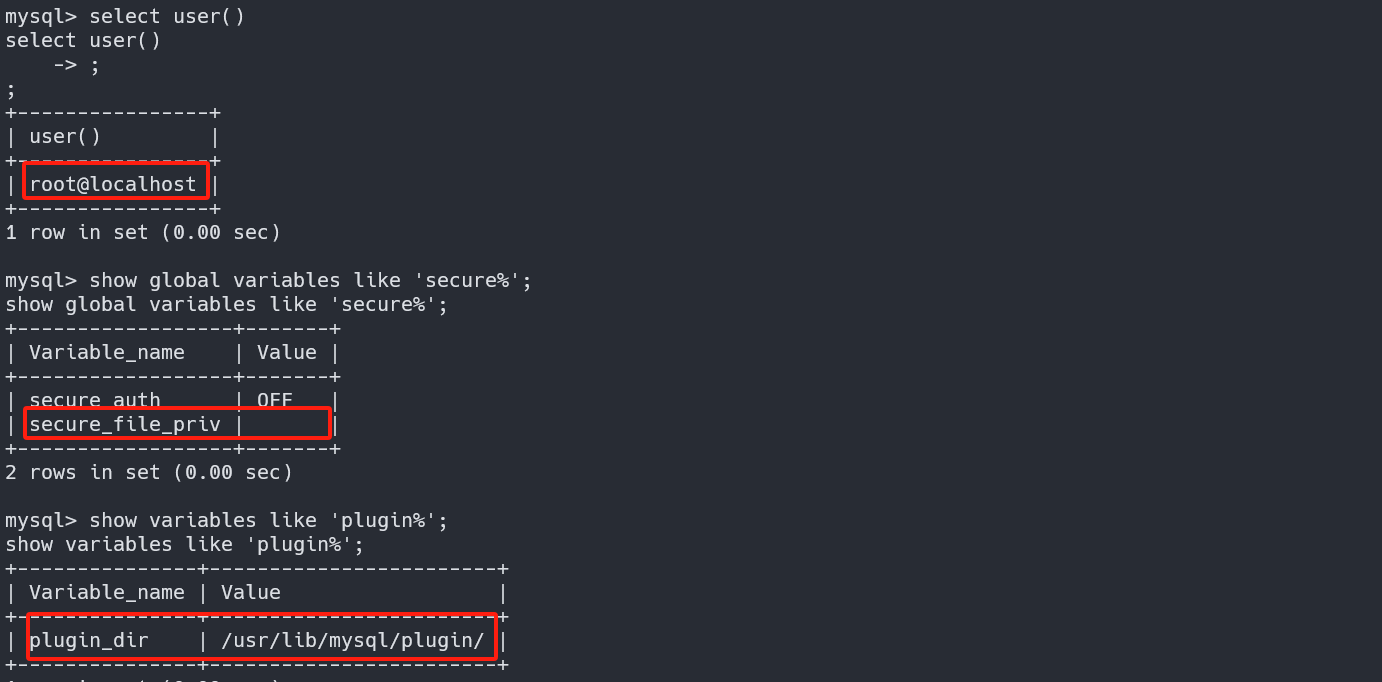 mysql> select user()
select user()
    -> ;
;
+----------------+
| user()         |
+----------------+
| root@localhost |
+----------------+
1 row in set (0.00 sec)

mysql> show global variables like 'secure%';
show global variables like 'secure%';
+------------------+-------+
| Variable_name    | Value |
+------------------+-------+
| secure_auth      | OFF   |
| secure_file_priv |       |
+------------------+-------+
2 rows in set (0.00 sec)

mysql> show variables like 'plugin%';
show variables like 'plugin%';
+---------------+------------------------+
| Variable_name | Value                  |
+---------------+------------------------+
| plugin_dir    | /usr/lib/mysql/plugin/ |
+---------------+------------------------+